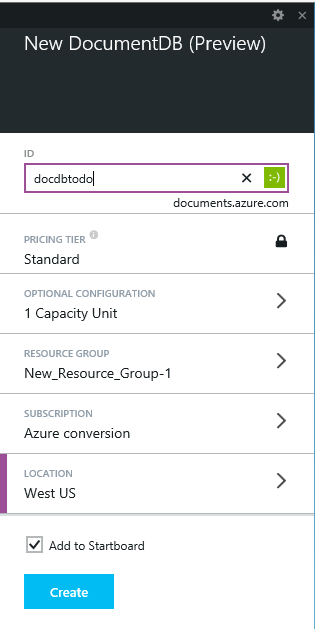 New DocumentDB (Preview)
ID
docdbtodo
:-)
documents.azure.com
PRICING TIER
Standard
OPTIONAL CONFIGURATION
1 Capacity Unit
RESOURCE GROUP
New_Resource_Group-1
SUBSCRIPTION
Azure conversion
LOCATION
West US
Add to Startboard
Create